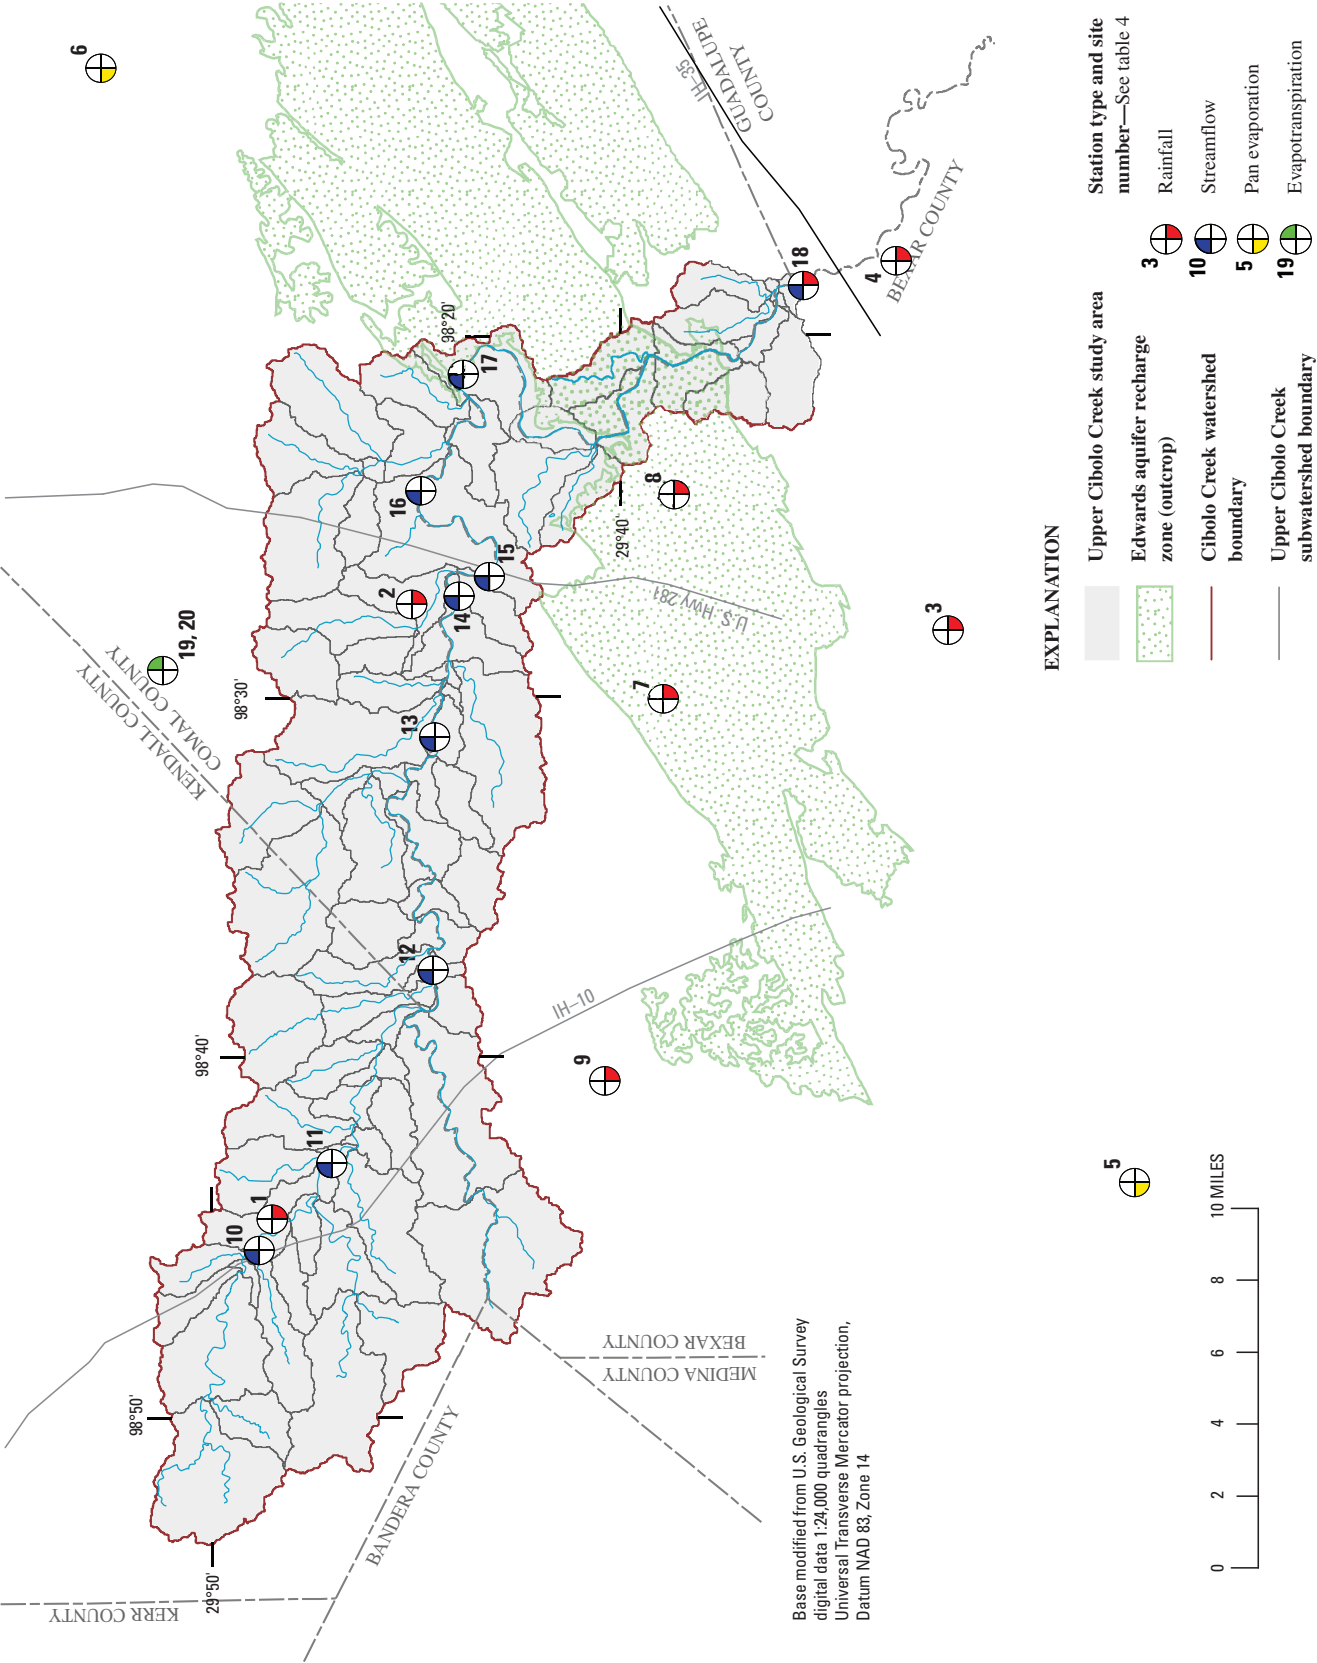 KERR COUNTY
BANDERA COUNTY
KENDALL COUNTY
COMAL COUNTY
MEDINA COUNTY
BEXAR COUNTY
GUADALUPE
COUNTY
BEXAR COUNTY
IH–10
U.S. Hwy 281
IH–35
98°50'
98°40'
98°30'
98°20'
29°50'
29°40'
10
1
11
12
13
14
2
15
16
17
18
4
19, 20
6
9
7
8
3
5
Base modified from U.S. Geological Survey
digital data 1:24,000 quadrangles
Universal Transverse Mercator projection,
Datum NAD 83, Zone 14
0 2 4 6 8 10 MILES
EXPLANATION
Upper Cibolo Creek study area
Edwards aquifer recharge
zone (outcrop)
Cibolo Creek watershed
boundary
Upper Cibolo Creek
subwatershed boundary
Station type and site
number—See table 4
3 Rainfall
10 Streamflow
5 Pan evaporation
19 Evapotranspiration